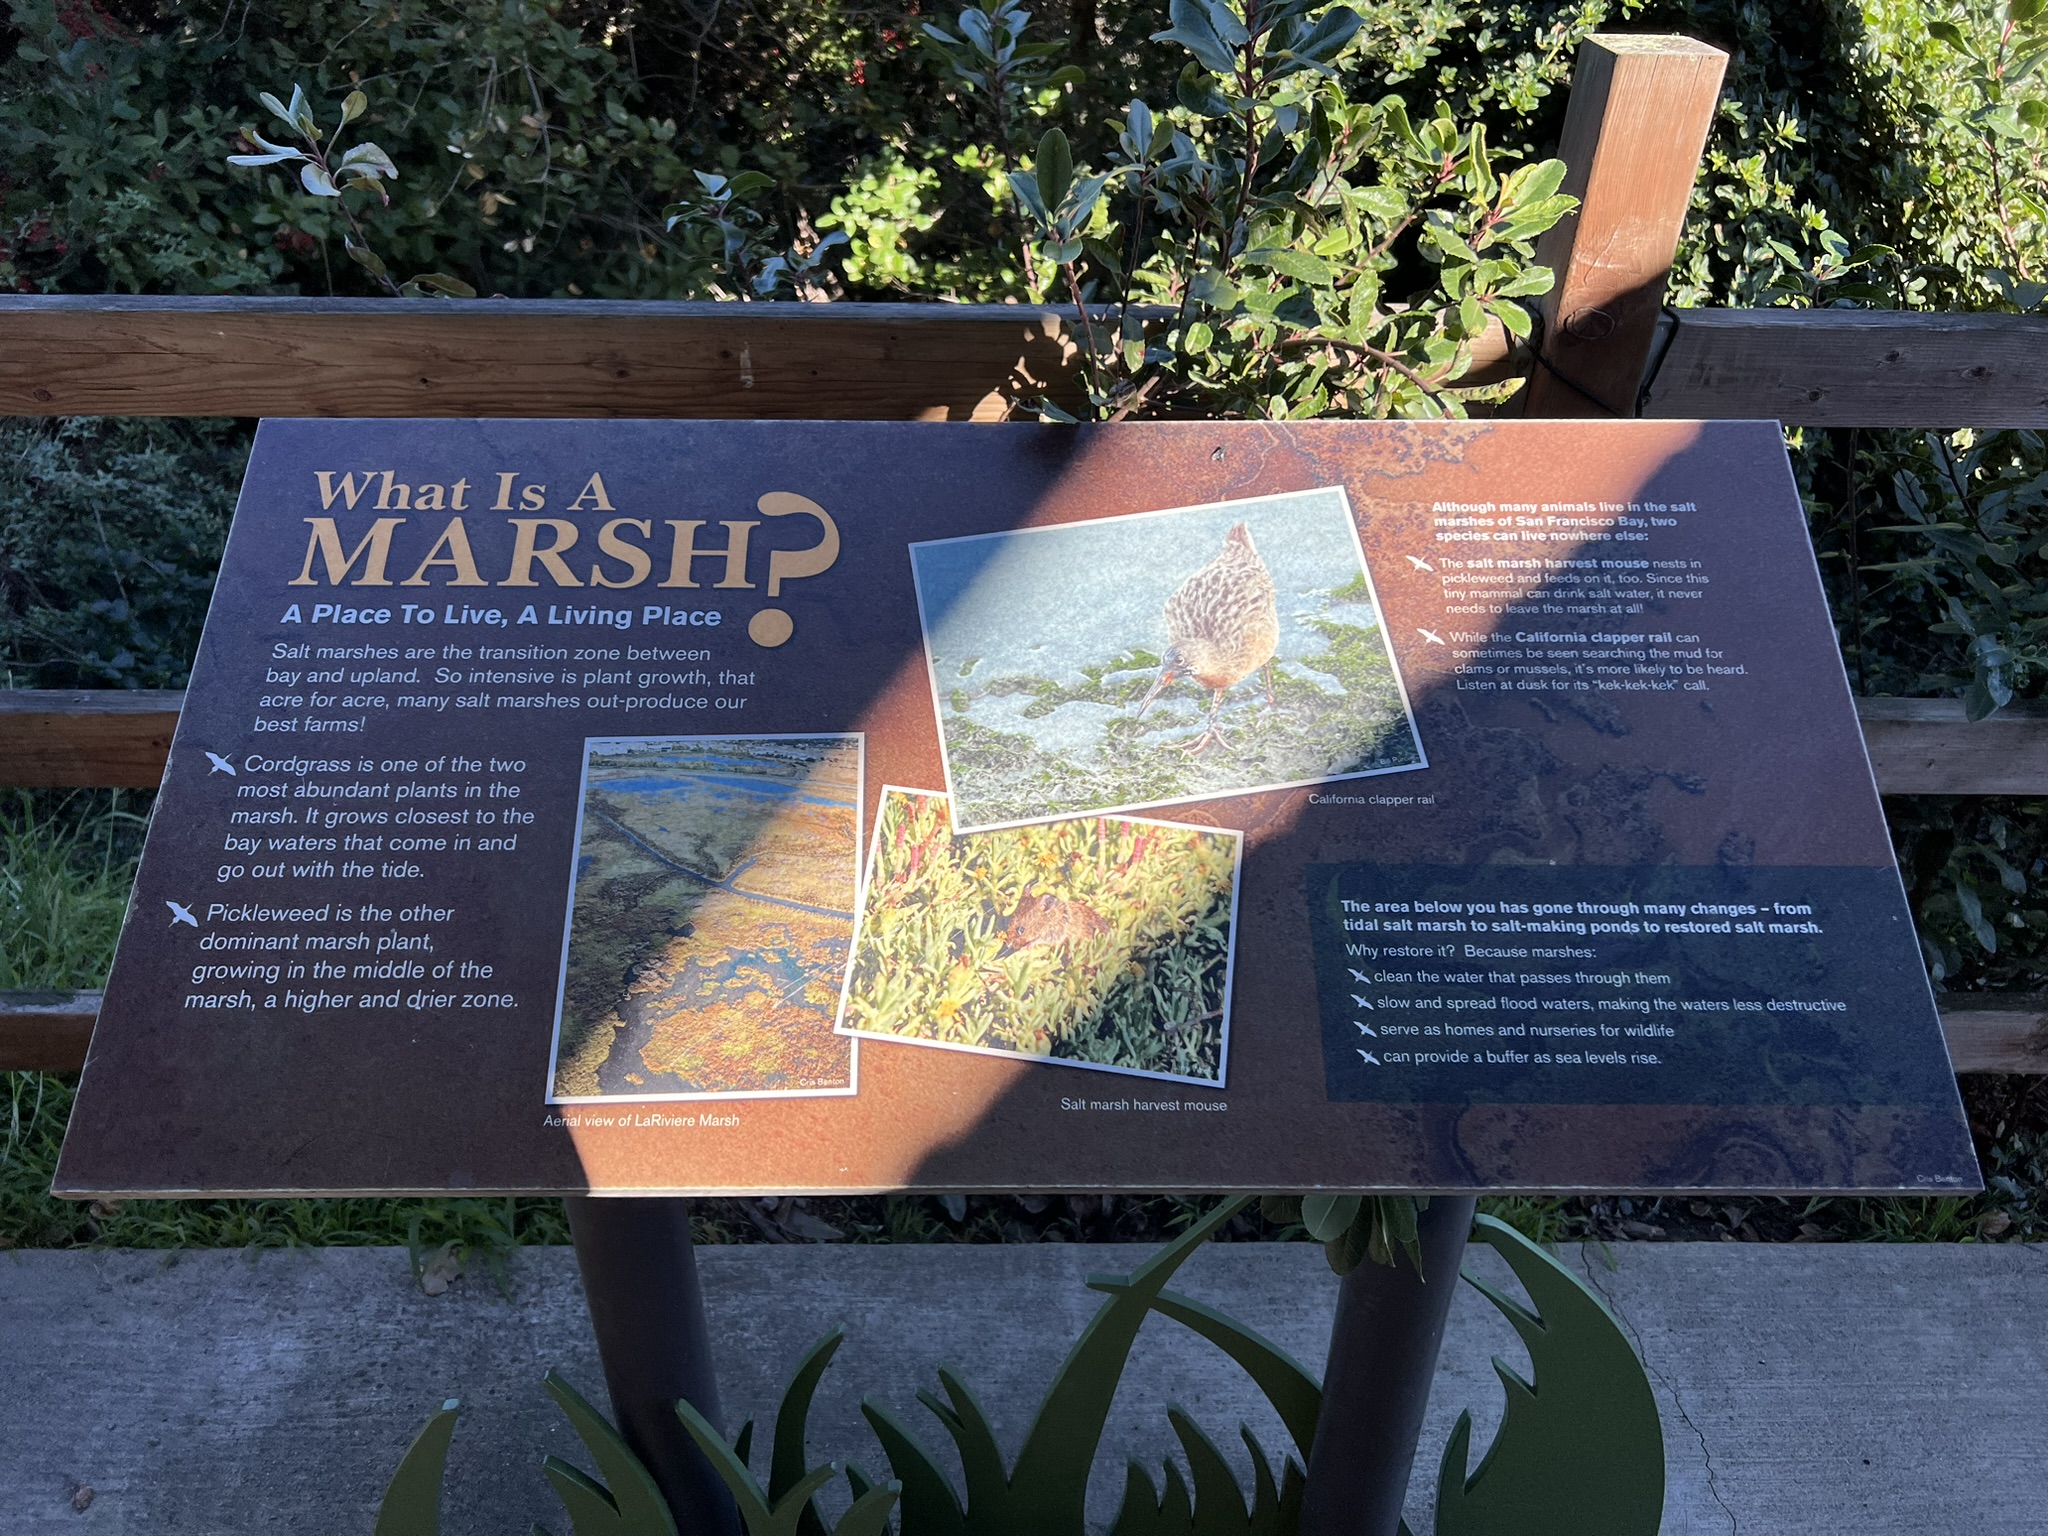 What Is A
MARSH?
A Place To Live, A Living Place
Salt marshes are the transition zone between
bay and upland. So intensive is plant growth, that
acre for acre, many salt marshes out-produce our
best farms!
Cordgrass is one of the two
most abundant plants in the
marsh. It grows closest to the
bay waters that come in and
go out with the tide.
Pickleweed is the other
dominant marsh plant,
growing in the middle of the
marsh, a higher and drier zone.
Cris Benton
Aerial view of LaRiviere Marsh
California clapper rail
Salt marsh harvest mouse
Although many animals live in the salt
marshes of San Francisco Bay, two
species can live nowhere else:
The salt marsh harvest mouse nests in
pickleweed and feeds on it, too. Since this
tiny mammal can drink salt water, it never
needs to leave the marsh at all!
While the California clapper rail can
sometimes be seen searching the mud for
clams or mussels, it's more likely to be heard.
Listen at dusk for its "kek-kek-kek" call.
The area below you has gone through many changes – from
tidal salt marsh to salt-making ponds to restored salt marsh.
Why restore it? Because marshes:
clean the water that passes through them
slow and spread flood waters, making the waters less destructive
serve as homes and nurseries for wildlife
can provide a buffer as sea levels rise.
Cris Benton